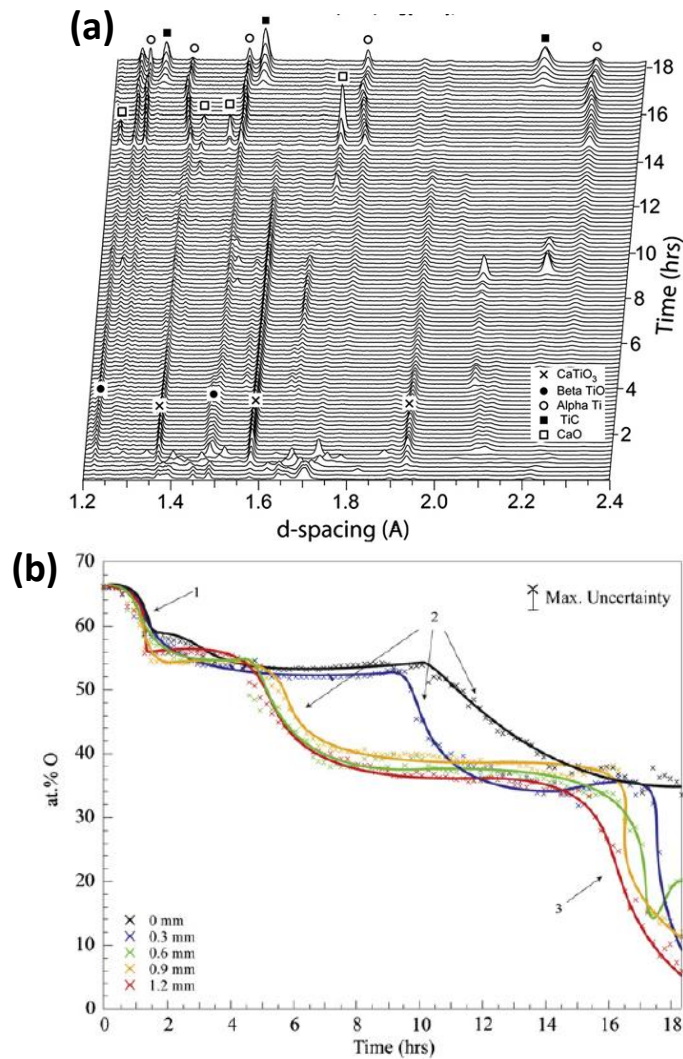 (a)
18
16
14
12
10
8
6
4
2
Time (hrs)
CaTiO3
Beta TiO
Alpha Ti
TiC
CaO
1.2 1.4 1.6 1.8 2.0 2.2 2.4
d-spacing (A)
(b)
70
60
50
40
30
20
10
0
at.% O
1
2
3
Max. Uncertainty
0 mm
0.3 mm
0.6 mm
0.9 mm
1.2 mm
0 2 4 6 8 10 12 14 16 18
Time (hrs)